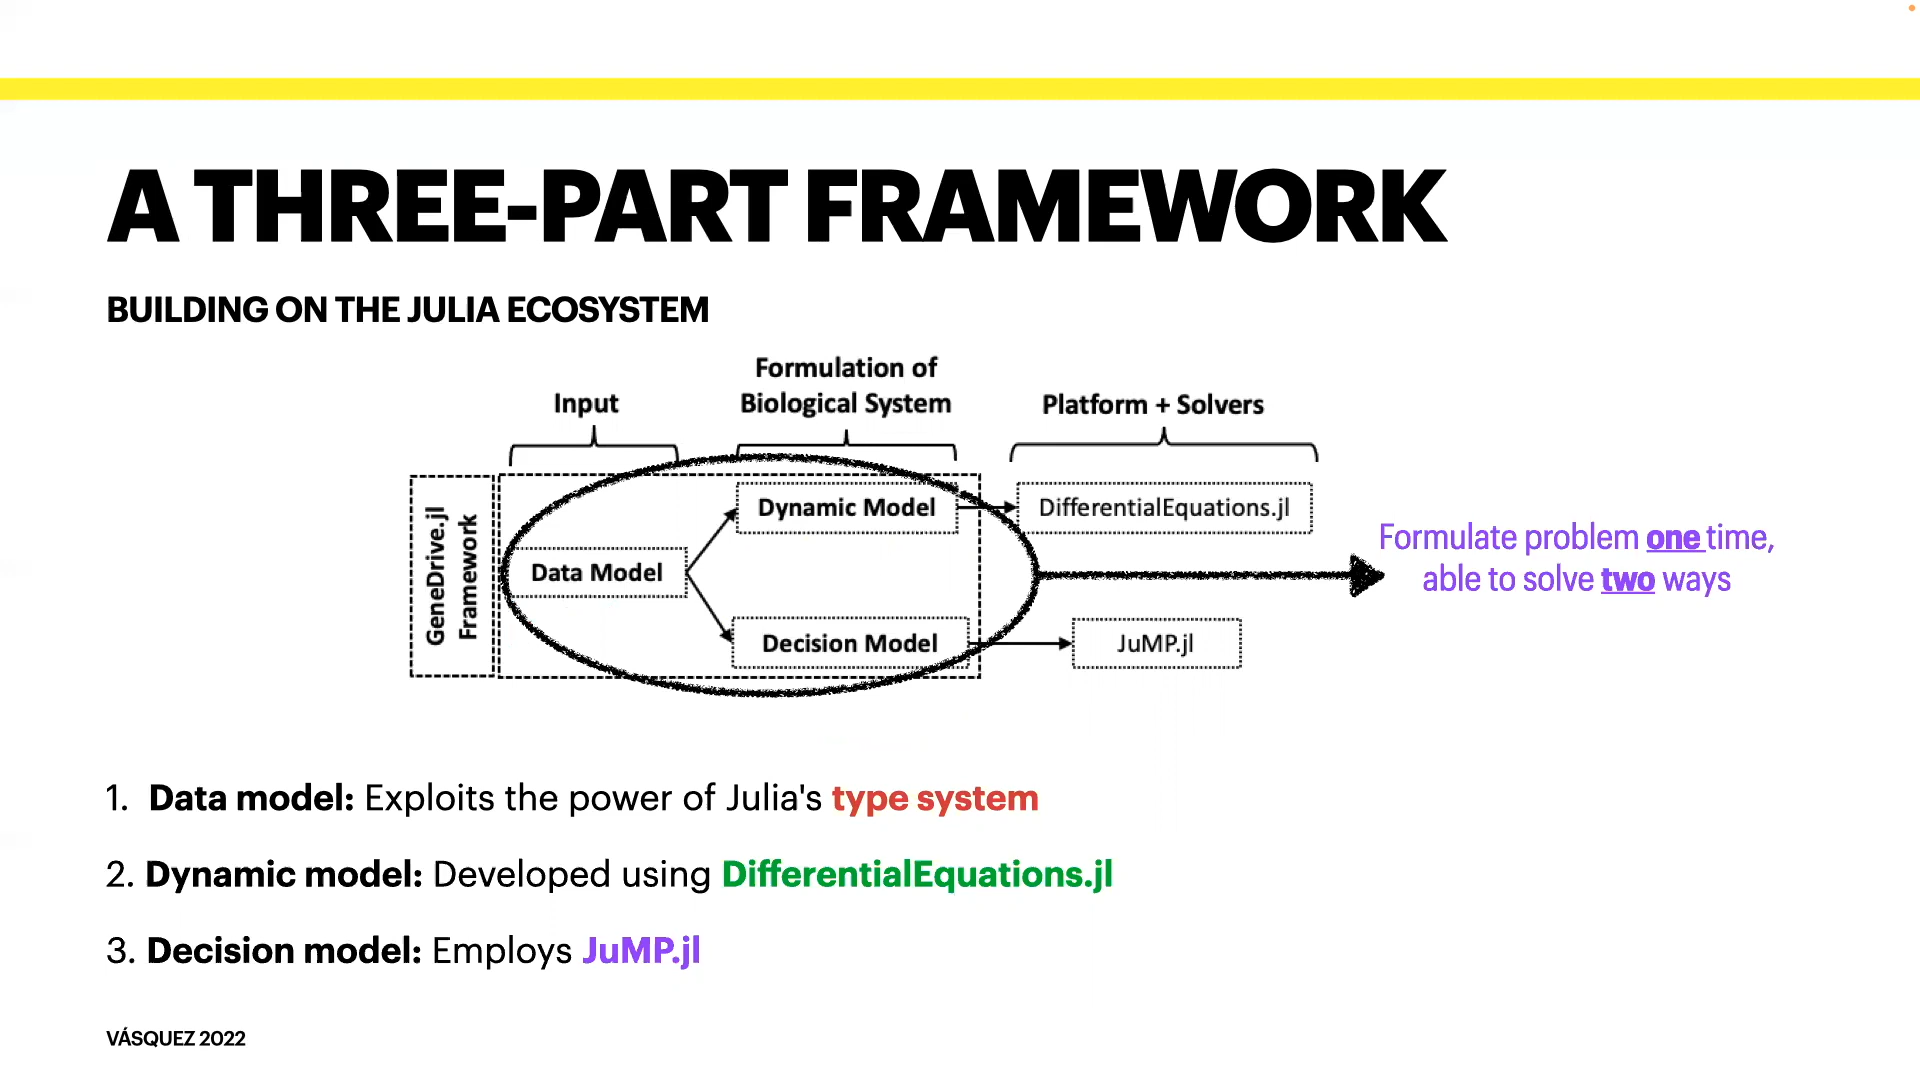 A THREE-PART FRAMEWORK
BUILDING ON THE JULIA ECOSYSTEM
Input
Formulation of
Biological System
Platform + Solvers
GeneDrive.jl
Framework
Data Model
Dynamic Model
Decision Model
DifferentialEquations.jl
JuMP.jl
Formulate problem one time,
able to solve two ways
1. Data model: Exploits the power of Julia's type system
2. Dynamic model: Developed using DifferentialEquations.jl
3. Decision model: Employs JuMP.jl
VÁSQUEZ 2022